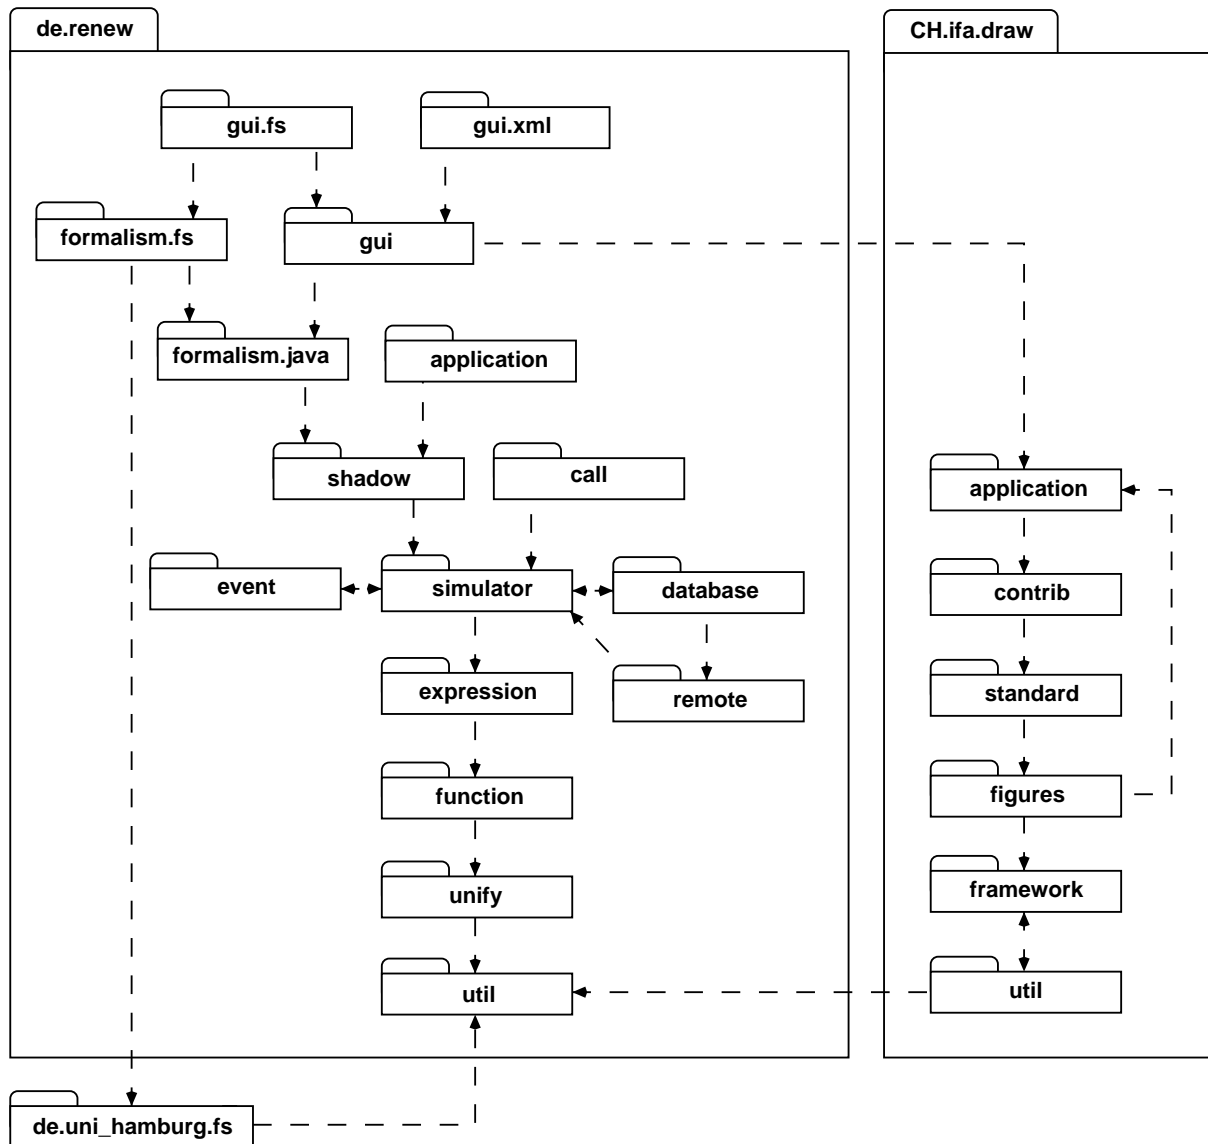 de.renew
CH.ifa.draw
gui.fs
gui.xml
formalism.fs
gui
formalism.java
application
shadow
call
application
event
simulator
database
contrib
expression
remote
standard
function
figures
unify
framework
util
util
de.uni_hamburg.fs